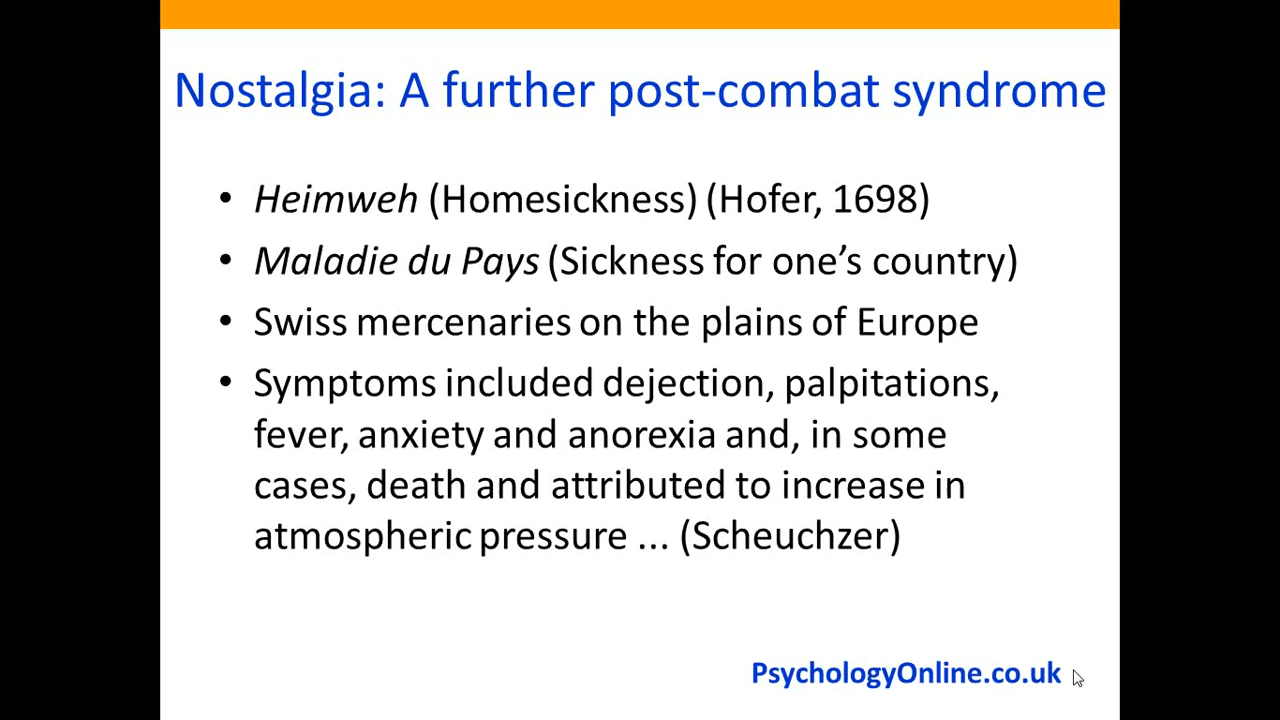 Nostalgia: A further post-combat syndrome
• Heimweh (Homesickness) (Hofer, 1698)
• Maladie du Pays (Sickness for one’s country)
• Swiss mercenaries on the plains of Europe
• Symptoms included dejection, palpitations,
fever, anxiety and anorexia and, in some
cases, death and attributed to increase in
atmospheric pressure ... (Scheuchzer)
PsychologyOnline.co.uk